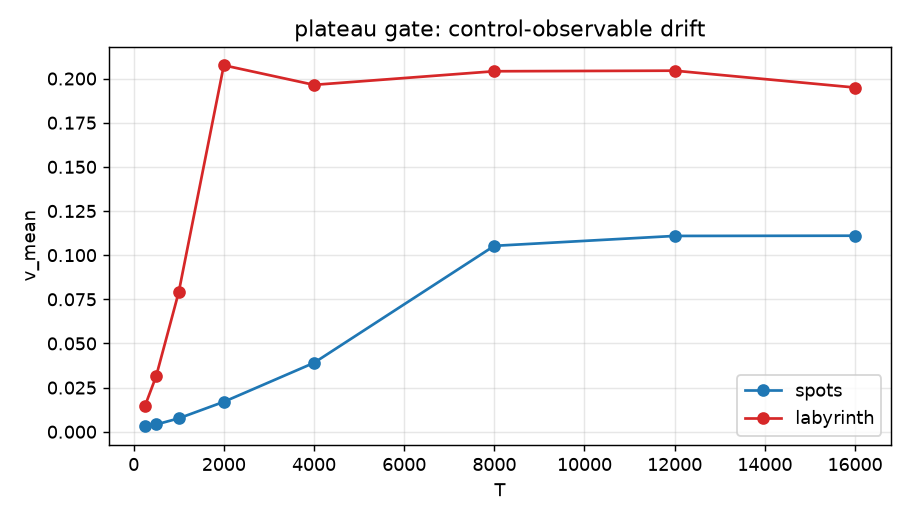 plateau gate: control-observable drift
v_mean
0.200
0.175
0.150
0.125
0.100
0.075
0.050
0.025
0.000
spots
labyrinth
0 2000 4000 6000 8000 10000 12000 14000 16000
T